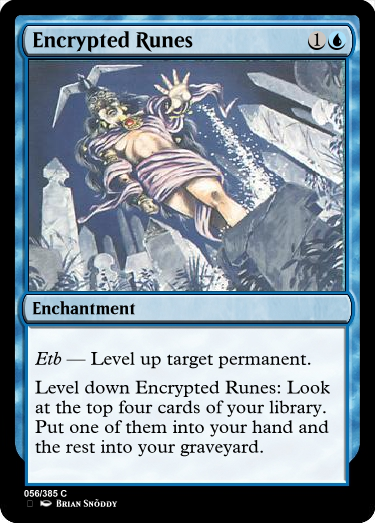 Encrypted Runes 1
Enchantment
Etb — Level up target permanent.
Level down Encrypted Runes: Look
at the top four cards of your library.
Put one of them into your hand and
the rest into your graveyard.
056/385 C
Brian Snõddy